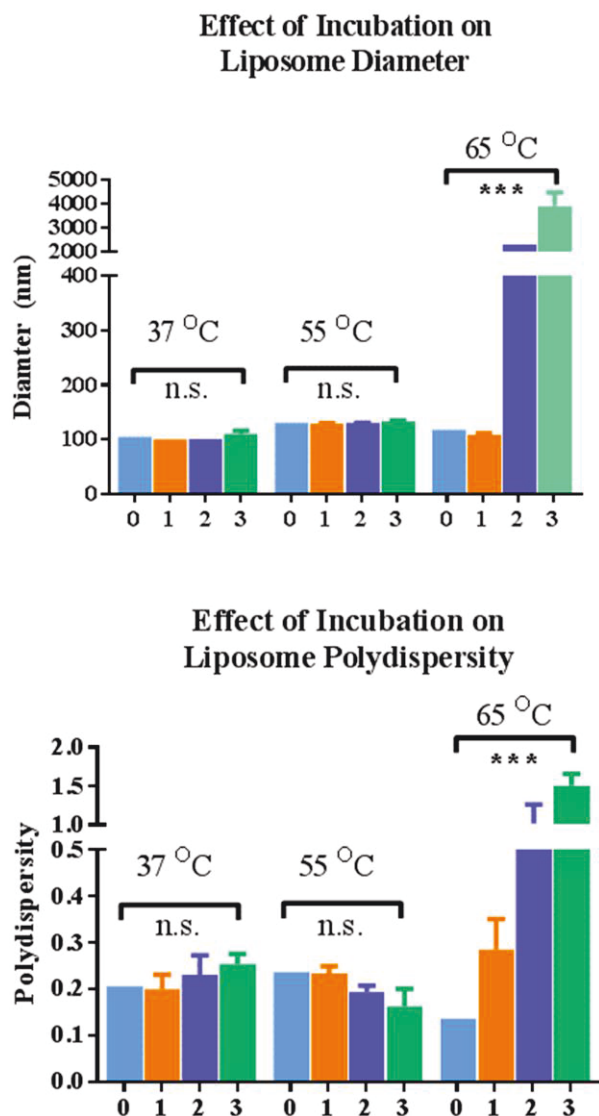 Effect of Incubation on
Liposome Diameter
65 °C
***
5000
4000
3000
2000
400
300
200
100
0
Diamter (nm)
37 °C
n.s.
55 °C
n.s.
0 1 2 3 0 1 2 3 0 1 2 3
Effect of Incubation on
Liposome Polydispersity
65 °C
***
2.0
1.5
1.0
0.5
0.4
0.3
0.2
0.1
0.0
Polydispersity
37 °C
n.s.
55 °C
n.s.
0 1 2 3 0 1 2 3 0 1 2 3